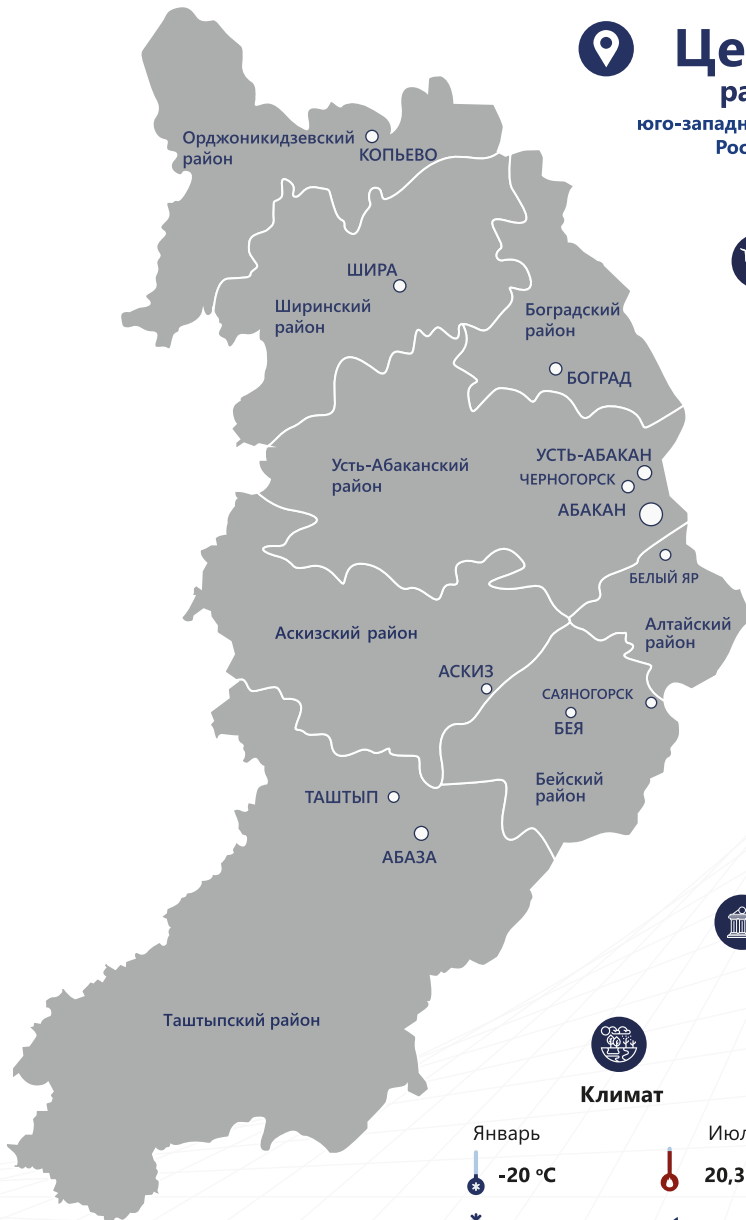 Це
ра
юго-западн
Рос
Орджоникидзевский
район
КОПЬЕВО
ШИРА
Ширинский
район
Боградский
район
БОГРАД
Усть-Абаканский
район
УСТЬ-АБАКАН
ЧЕРНОГОРСК
АБАКАН
БЕЛЫЙ ЯР
Алтайский
район
Аскизский район
АСКИЗ
САЯНОГОРСК
БЕЯ
Бейский
район
ТАШТЫП
АБАЗА
Таштыпский район
Климат
Январь
Июл
-20 °C
20,3